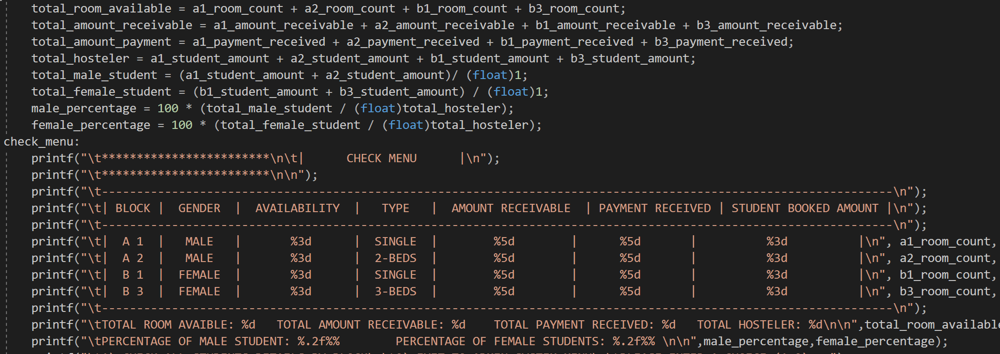 total_room_available = a1_room_count + a2_room_count + b1_room_count + b3_room_count;
total_amount_receivable = a1_amount_receivable + a2_amount_receivable + b1_amount_receivable + b3_amount_receivable;
total_amount_payment = a1_payment_received + a2_payment_received + b1_payment_received + b3_payment_received;
total_hosteler = a1_student_amount + a2_student_amount + b1_student_amount + b3_student_amount;
total_male_student = (a1_student_amount + a2_student_amount)/ (float)1;
total_female_student = (b1_student_amount + b3_student_amount) / (float)1;
male_percentage = 100 * (total_male_student / (float)total_hosteler);
female_percentage = 100 * (total_female_student / (float)total_hosteler);
check_menu:
printf("\t************************\n\t|      CHECK MENU      |\n");
printf("\t************************\n\n");
printf("\t-----------------------------------------------------------------------------------------------------------------\n");
printf("\t| BLOCK |  GENDER  |  AVAILABILITY  |   TYPE   |  AMOUNT RECEIVABLE  | PAYMENT RECEIVED | STUDENT BOOKED AMOUNT |\n");
printf("\t-----------------------------------------------------------------------------------------------------------------\n");
printf("\t|  A 1  |   MALE   |       %3d      |  SINGLE  |        %5d        |      %5d       |          %3d          |\n", a1_room_count,
printf("\t|  A 2  |   MALE   |       %3d      |  2-BEDS  |        %5d        |      %5d       |          %3d          |\n", a2_room_count,
printf("\t|  B 1  |  FEMALE  |       %3d      |  SINGLE  |        %5d        |      %5d       |          %3d          |\n", b1_room_count,
printf("\t|  B 3  |  FEMALE  |       %3d      |  3-BEDS  |        %5d        |      %5d       |          %3d          |\n", b3_room_count,
printf("\t-----------------------------------------------------------------------------------------------------------------\n");
printf("\tTOTAL ROOM AVAIBLE: %d   TOTAL AMOUNT RECEIVABLE: %d    TOTAL PAYMENT RECEIVED: %d   TOTAL HOSTELER: %d\n\n",total_room_available
printf("\tPERCENTAGE OF MALE STUDENT: %.2f%%        PERCENTAGE OF FEMALE STUDENTS: %.2f%% \n\n",male_percentage,female_percentage);